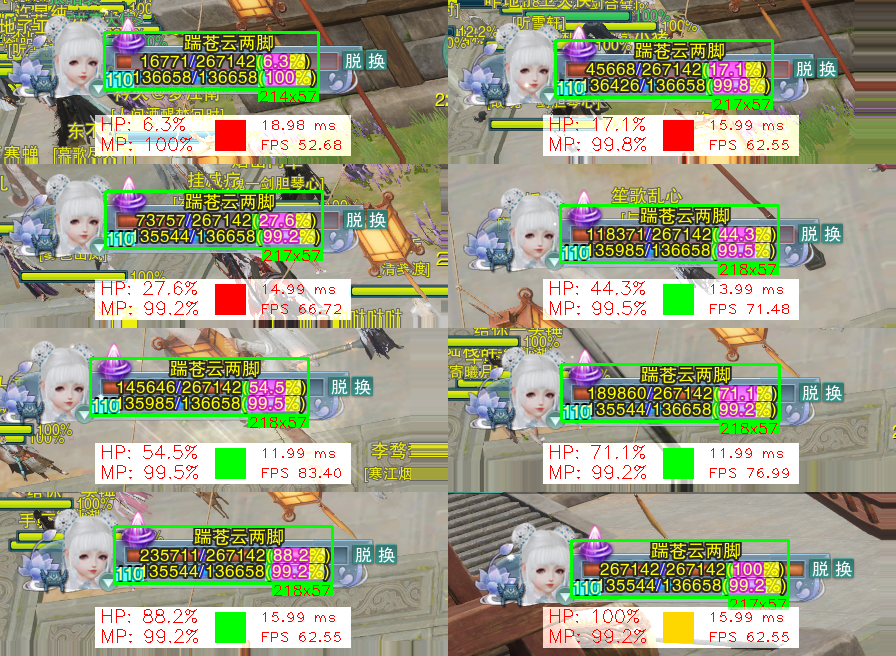 踹苍云两脚
16771/267142(6.3%)
脱 换
110
136658/136658(100%)
214x57
HP: 6.3%
18.98 ms
MP: 100%
FPS 52.68
[听雪轩]
100%
踹苍云两脚
45668/267142(17.1%)
脱 换
110
136426/136658(99.8%)
217x57
HP: 17.1%
15.99 ms
MP: 99.8%
FPS 62.55
踹苍云两脚
73757/267142(27.6%)
脱 换
110
135544/136658(99.2%)
217x57
100%
HP: 27.6%
14.99 ms
MP: 99.2%
FPS 66.72
笙歌乱心
踹苍云两脚
118371/267142(44.3%)
脱 换
110
135985/136658(99.5%)
218x57
HP: 44.3%
13.99 ms
MP: 99.5%
FPS 71.48
踹苍云两脚
145646/267142(54.5%)
脱 换
110
135985/136658(99.5%)
218x57
100%
HP: 54.5%
11.99 ms
MP: 99.5%
FPS 83.40
100%
踹苍云两脚
189860/267142(71.1%)
脱 换
110
135544/136658(99.2%)
218x57
HP: 71.1%
11.99 ms
MP: 99.2%
FPS 76.99
100%
踹苍云两脚
235711/267142(88.2%)
脱 换
110
135544/136658(99.2%)
218x57
HP: 88.2%
15.99 ms
MP: 99.2%
FPS 62.55
踹苍云两脚
267142/267142(100%)
脱 换
110
135544/136658(99.2%)
217x57
HP: 100%
15.99 ms
MP: 99.2%
FPS 62.55